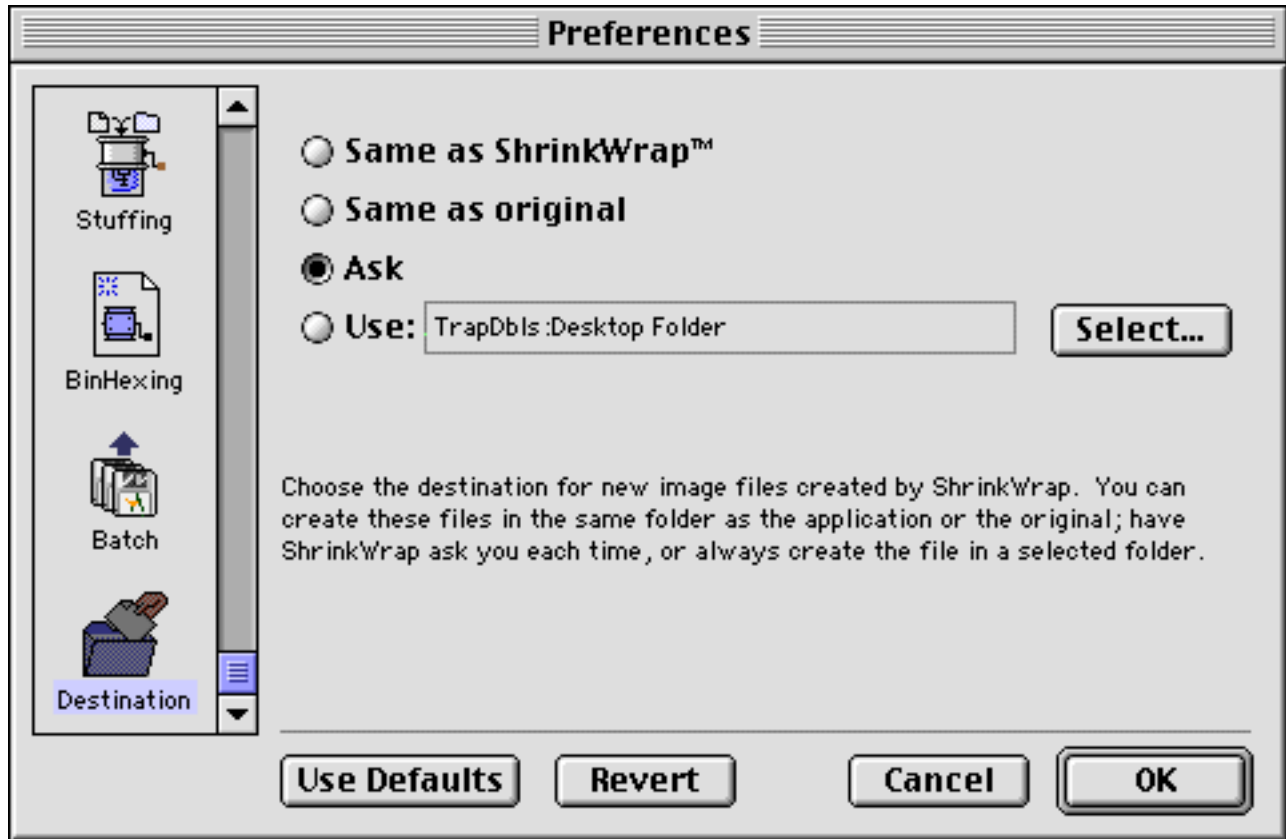 Preferences
Stuffing
BinHexing
Batch
Destination
Same as ShrinkWrap™
Same as original
Ask
Use: TrapDbls:Desktop Folder Select...
Choose the destination for new image files created by ShrinkWrap. You can
create these files in the same folder as the application or the original; have
ShrinkWrap ask you each time, or always create the file in a selected folder.
Use Defaults Revert Cancel OK